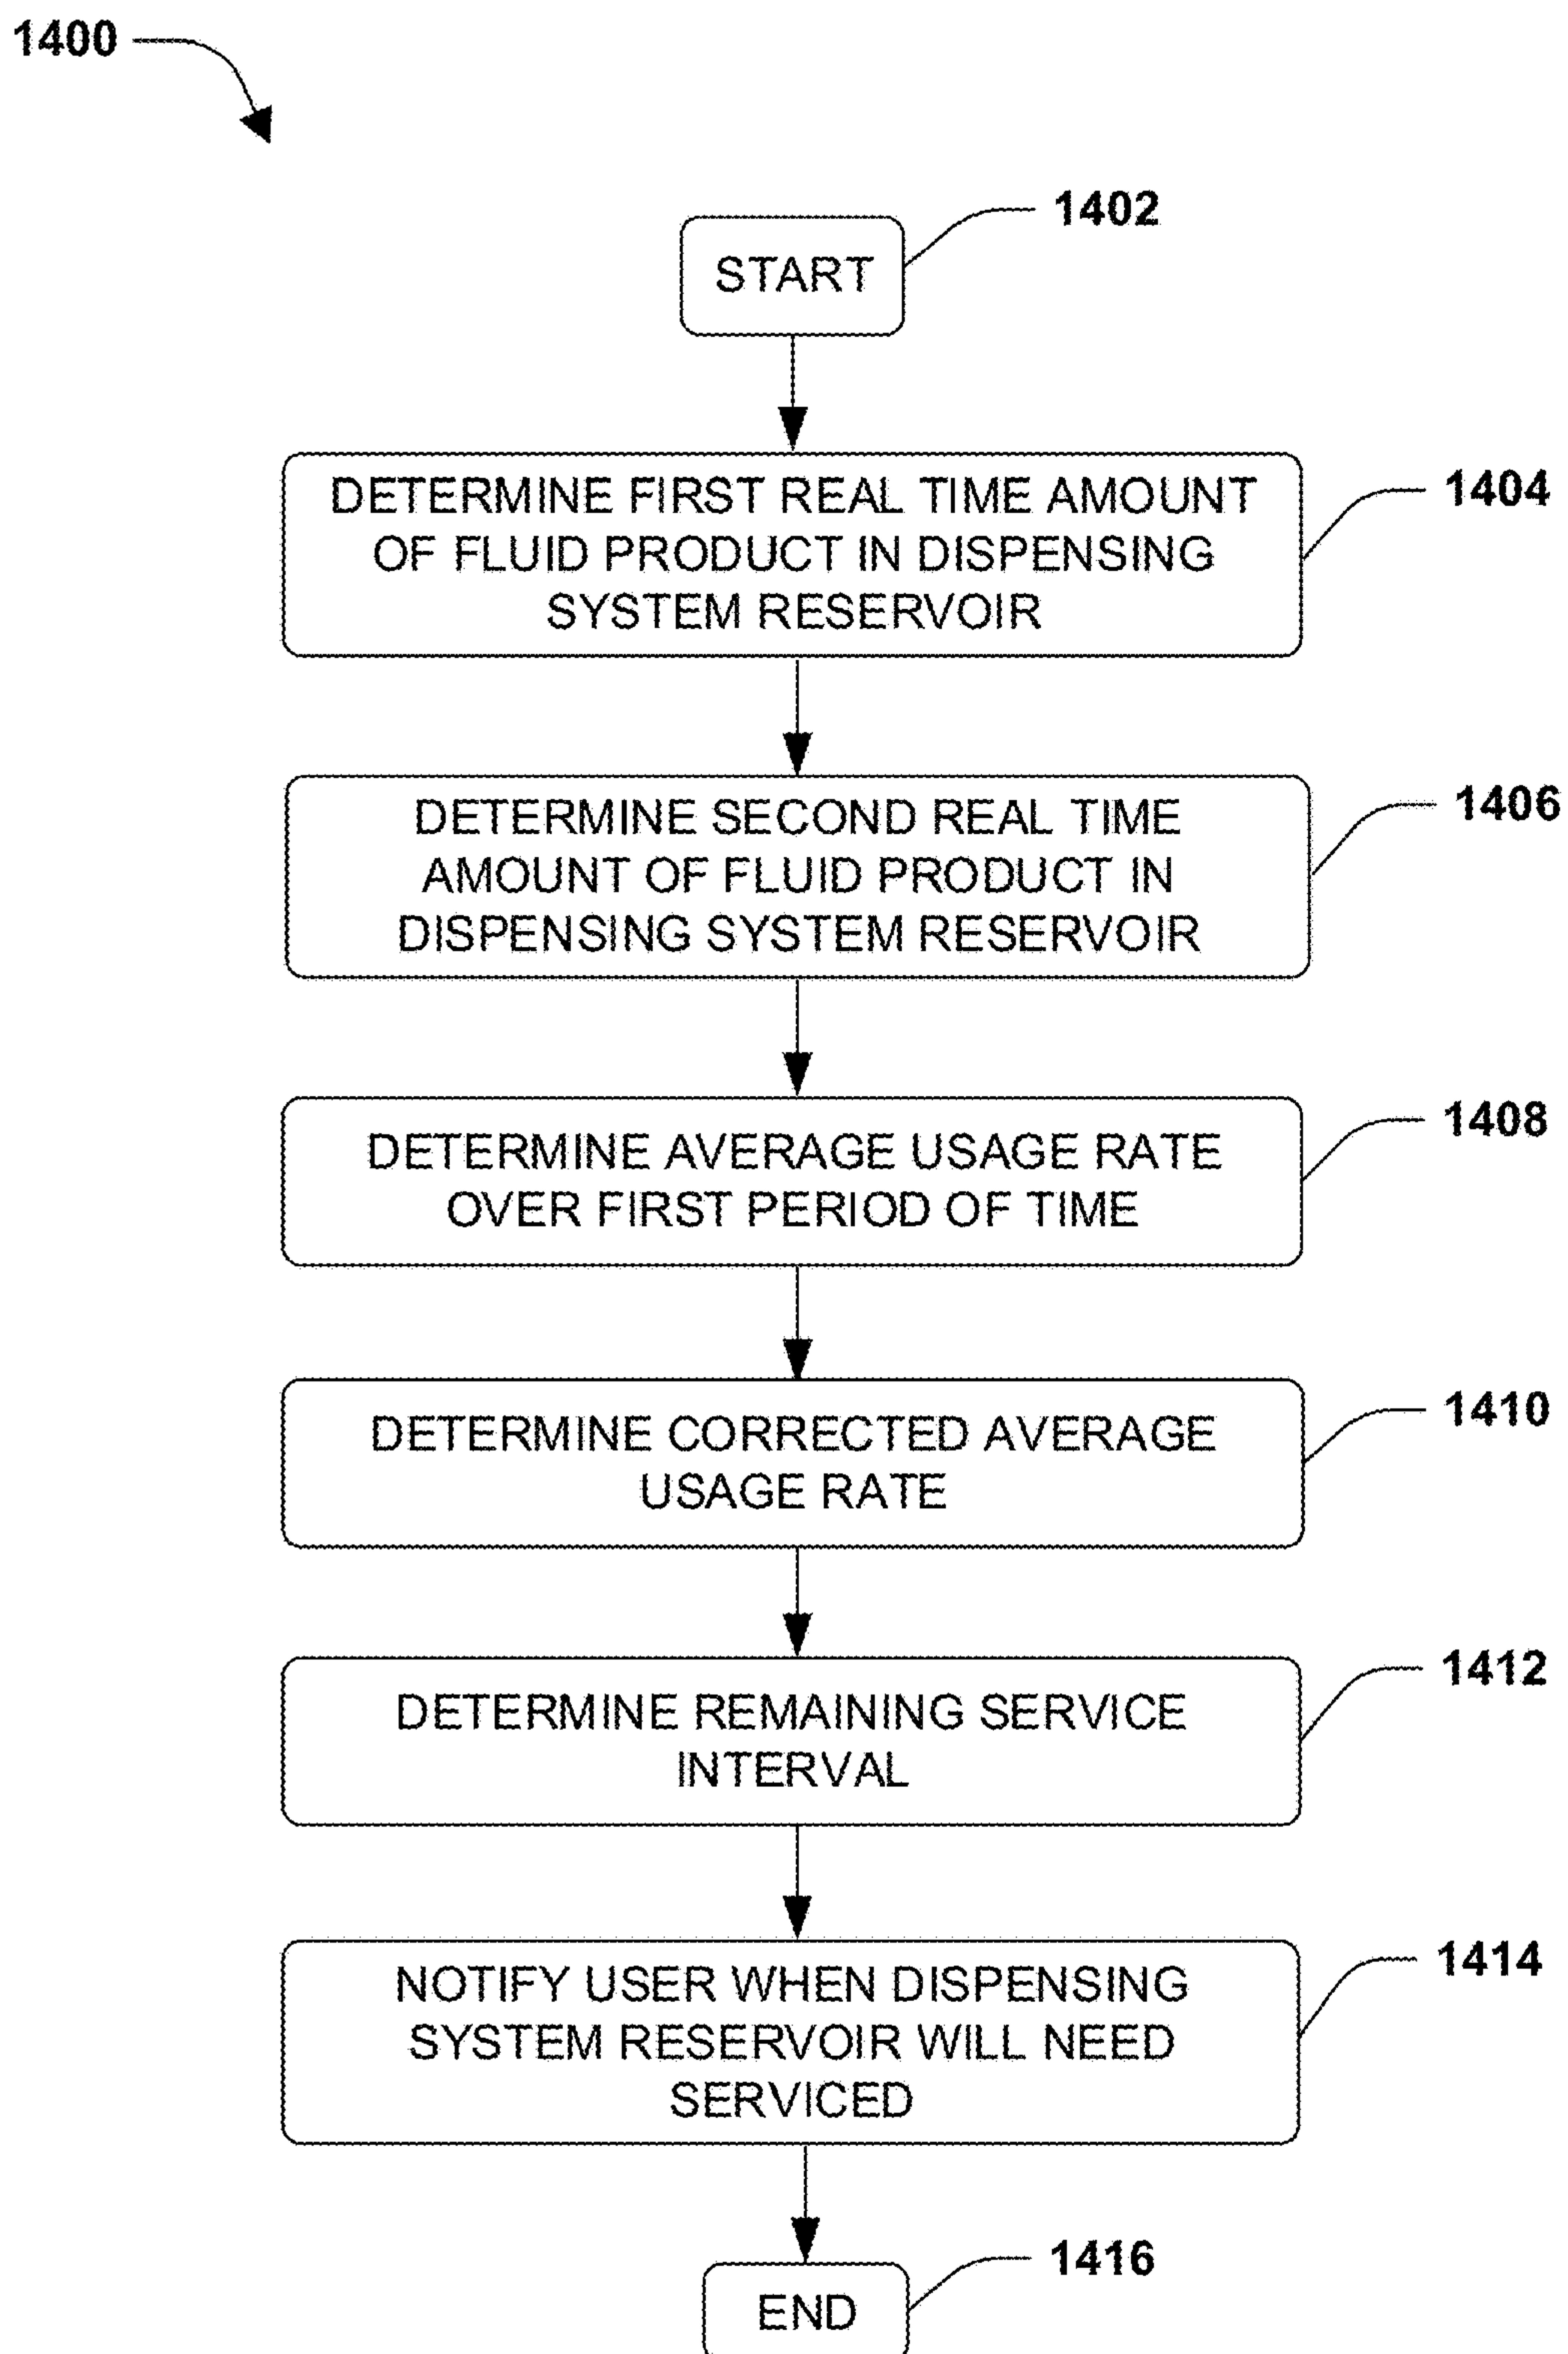 1400
1402
START
DETERMINE FIRST REAL TIME AMOUNT
OF FLUID PRODUCT IN DISPENSING
SYSTEM RESERVOIR
1404
DETERMINE SECOND REAL TIME
AMOUNT OF FLUID PRODUCT IN
DISPENSING SYSTEM RESERVOIR
1406
DETERMINE AVERAGE USAGE RATE
OVER FIRST PERIOD OF TIME
1408
DETERMINE CORRECTED AVERAGE
USAGE RATE
1410
DETERMINE REMAINING SERVICE
INTERVAL
1412
NOTIFY USER WHEN DISPENSING
SYSTEM RESERVOIR WILL NEED
SERVICED
1414
1416
END